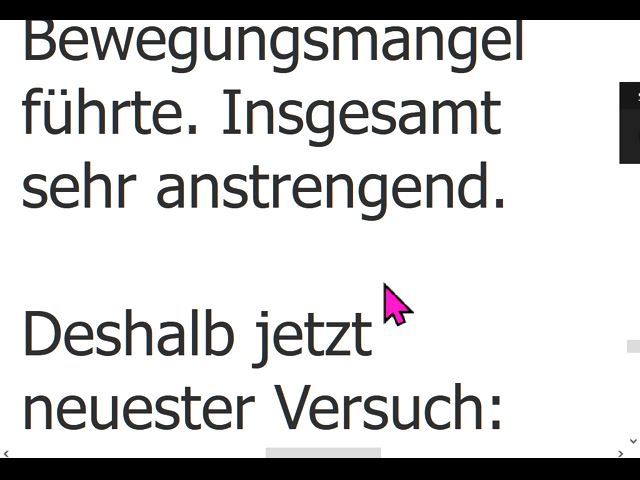 Bewegungsmangel
führte. Insgesamt
sehr anstrengend.
Deshalb jetzt
neuester Versuch: